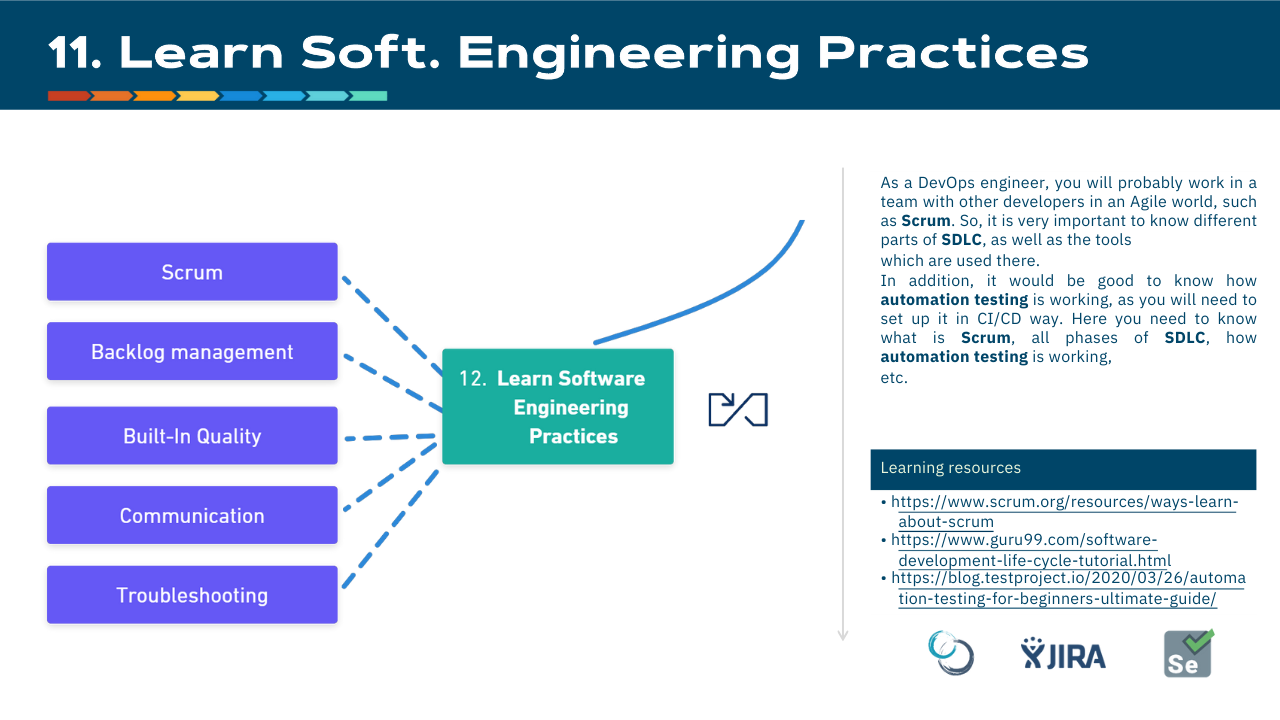 11. Learn Soft. Engineering Practices
Scrum
Backlog management
Built-In Quality
Communication
Troubleshooting
12. Learn Software
Engineering
Practices
As a DevOps engineer, you will probably work in a
team with other developers in an Agile world, such
as Scrum. So, it is very important to know different
parts of SDLC, as well as the tools
which are used there.
In addition, it would be good to know how
automation testing is working, as you will need to
set up it in CI/CD way. Here you need to know
what is Scrum, all phases of SDLC, how
automation testing is working,
etc.
Learning resources
• https://www.scrum.org/resources/ways-learn-
about-scrum
• https://www.guru99.com/software-
development-life-cycle-tutorial.html
• https://blog.testproject.io/2020/03/26/automa
tion-testing-for-beginners-ultimate-guide/
JIRA
Se